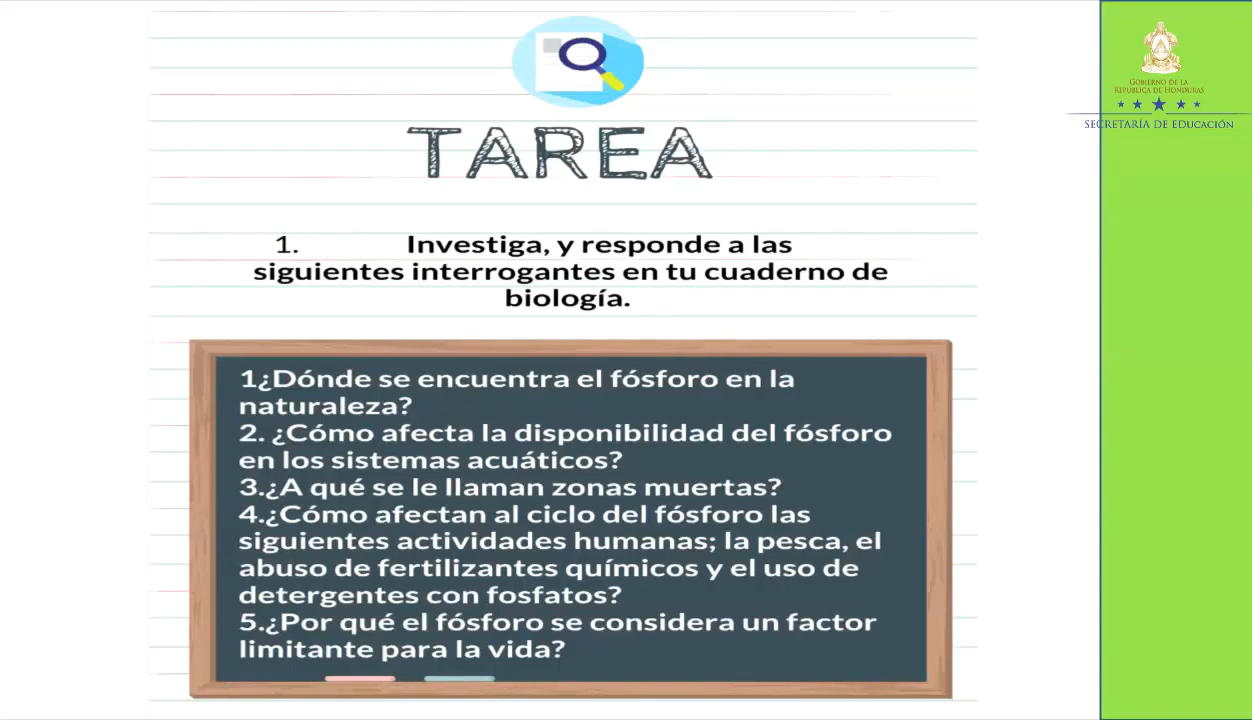 TAREA
1. Investiga, y responde a las
siguientes interrogantes en tu cuaderno de
biología.
1¿Dónde se encuentra el fósforo en la
naturaleza?
2. ¿Cómo afecta la disponibilidad del fósforo
en los sistemas acuáticos?
3.¿A qué se le llaman zonas muertas?
4.¿Cómo afectan al ciclo del fósforo las
siguientes actividades humanas; la pesca, el
abuso de fertilizantes químicos y el uso de
detergentes con fosfatos?
5.¿Por qué el fósforo se considera un factor
limitante para la vida?
GOBIERNO DE LA
REPÚBLICA DE HONDURAS
SECRETARÍA DE EDUCACIÓN